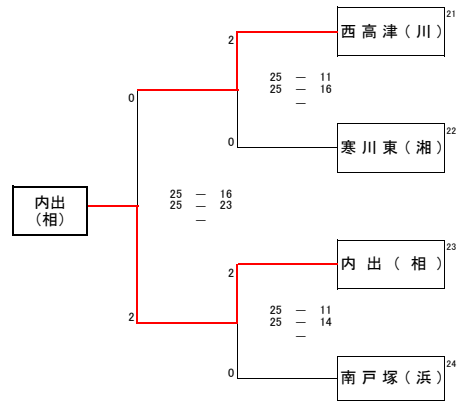 21
西高津(川)
2
25 — 11
25 — 16
—
0
22
0
寒川東(湘)
25 — 16
25 — 23
—
内出
(相)
23
内出(相)
2
25 — 11
25 — 14
—
2
24
0
南戸塚(浜)